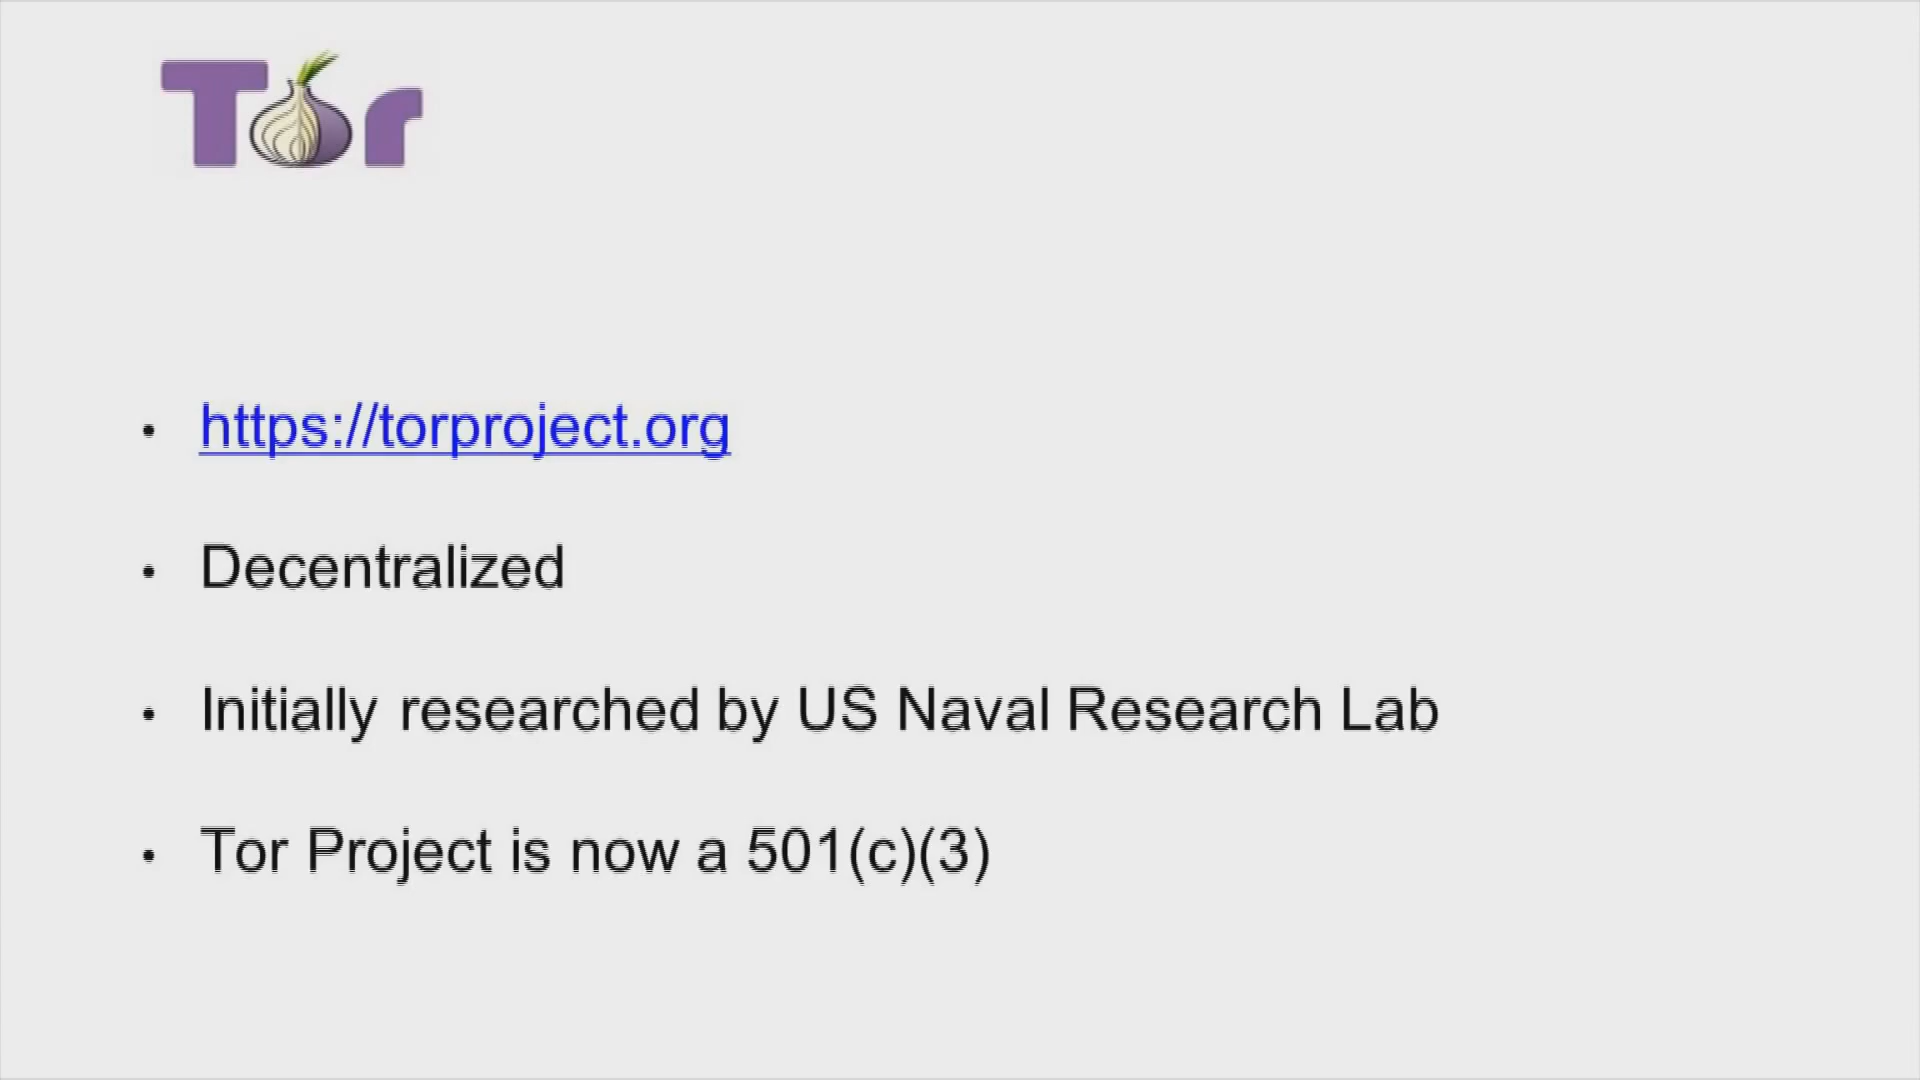 Tor
• https://torproject.org
• Decentralized
• Initially researched by US Naval Research Lab
• Tor Project is now a 501(c)(3)